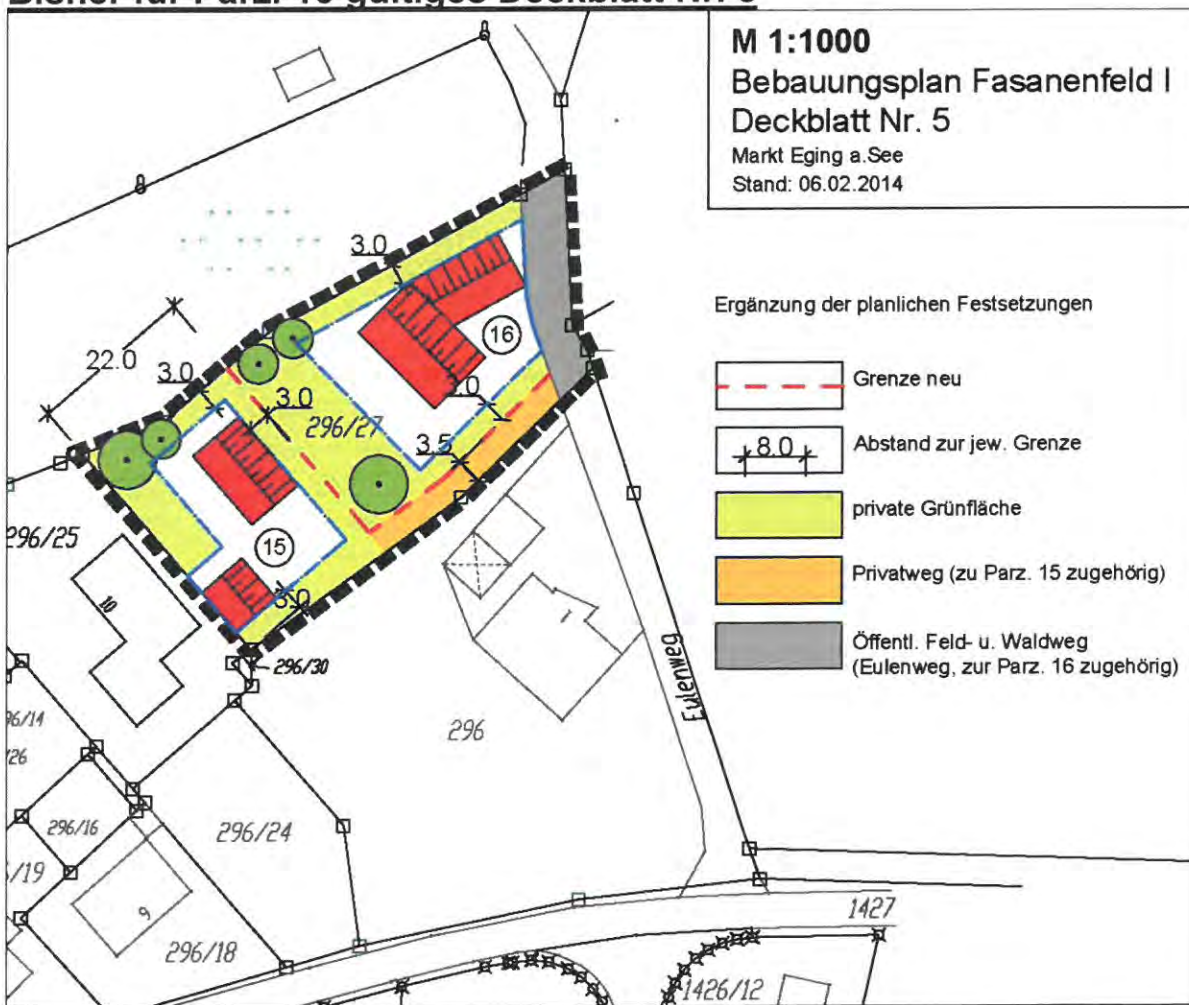 M 1:1000
Bebauungsplan Fasanenfeld I
Deckblatt Nr. 5
Markt Eging a.See
Stand: 06.02.2014
Ergänzung der planlichen Festsetzungen
Grenze neu
8.0 Abstand zur jew. Grenze
private Grünfläche
Privatweg (zu Parz. 15 zugehörig)
Öffentl. Feld- u. Waldweg
(Eulenweg, zur Parz. 16 zugehörig)
3.0
16
22.0
3.0
3.0
296/27
3.5
296/25
15
3.0
10
296/30
Eulenweg
296
296/16
296/24
9
296/18
1427
1426/12